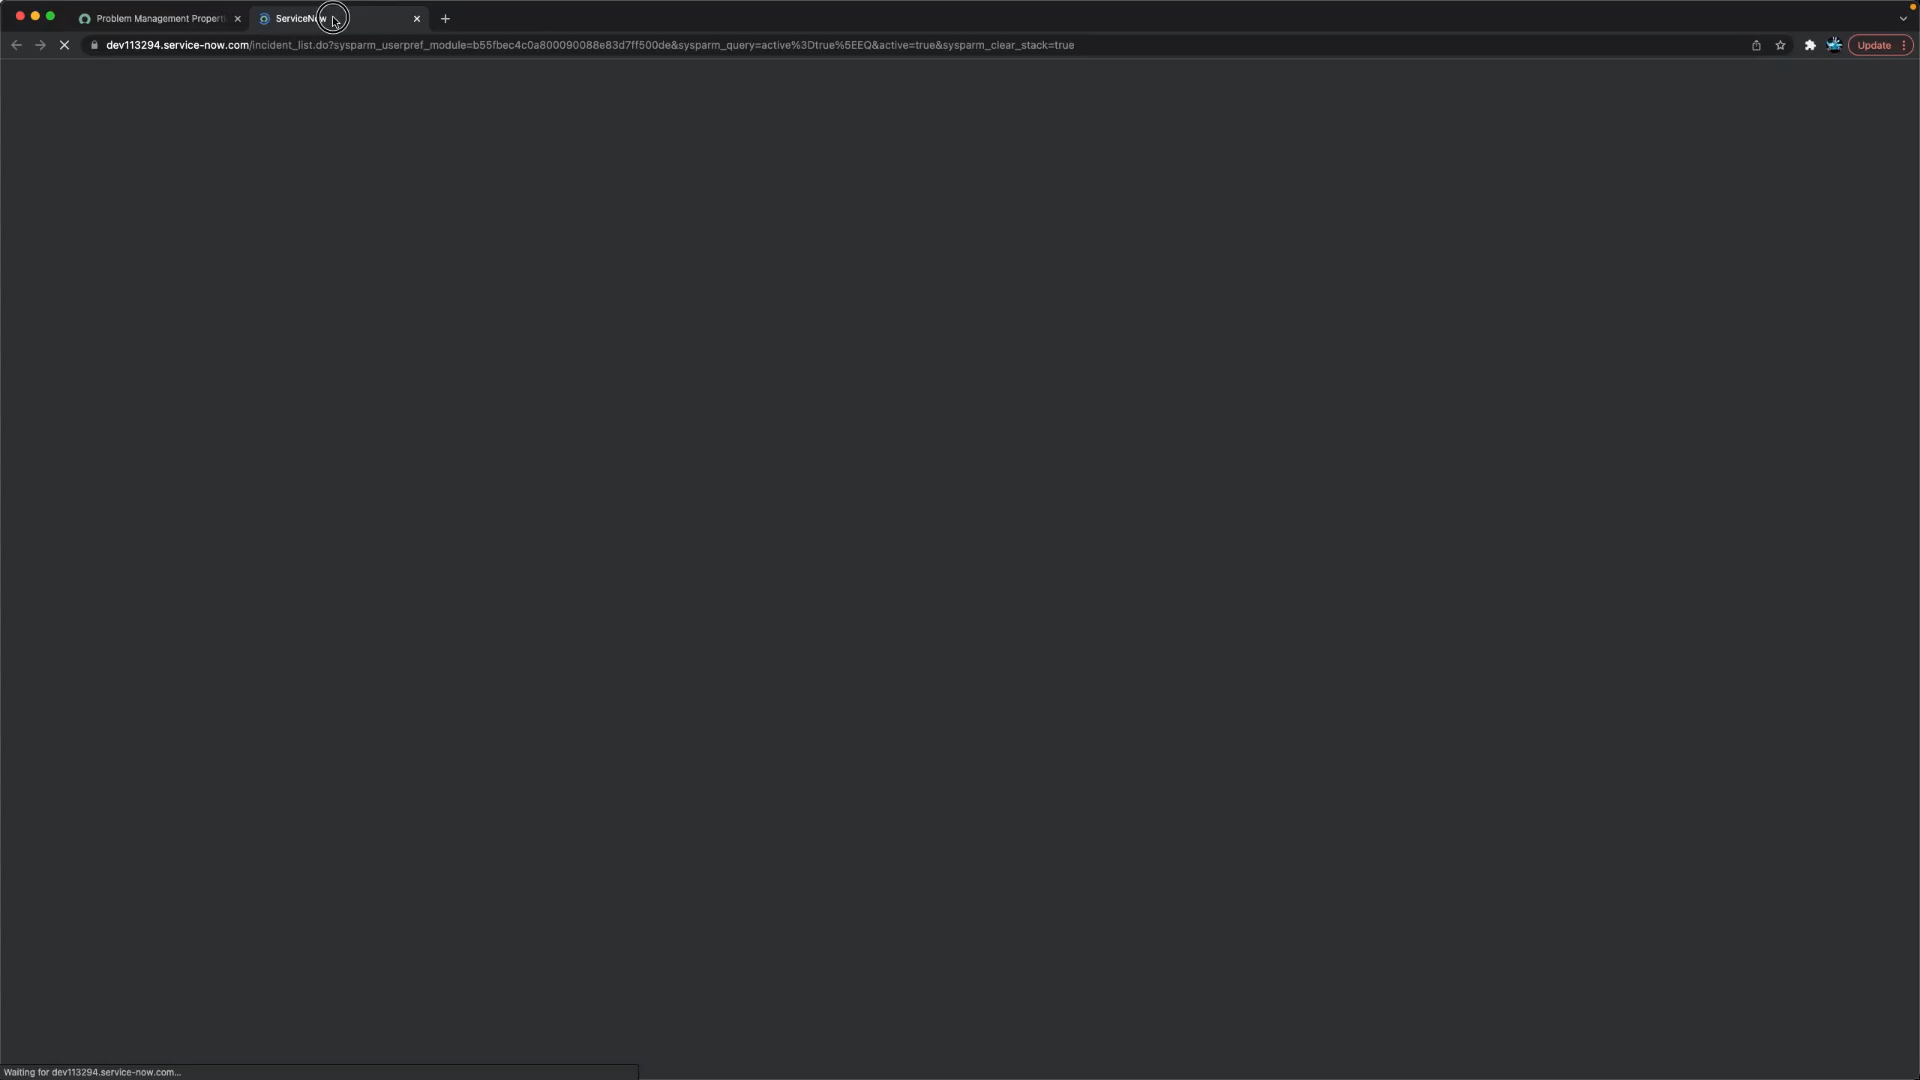 Problem Management Propert
ServiceNow
dev113294.service-now.com/incident_list.do?sysparm_userpref_module=b55fbec4c0a800090088e83d7ff500de&sysparm_query=active%3Dtrue%5EEQ&active=true&sysparm_clear_stack=true
Update
Waiting for dev113294.service-now.com...